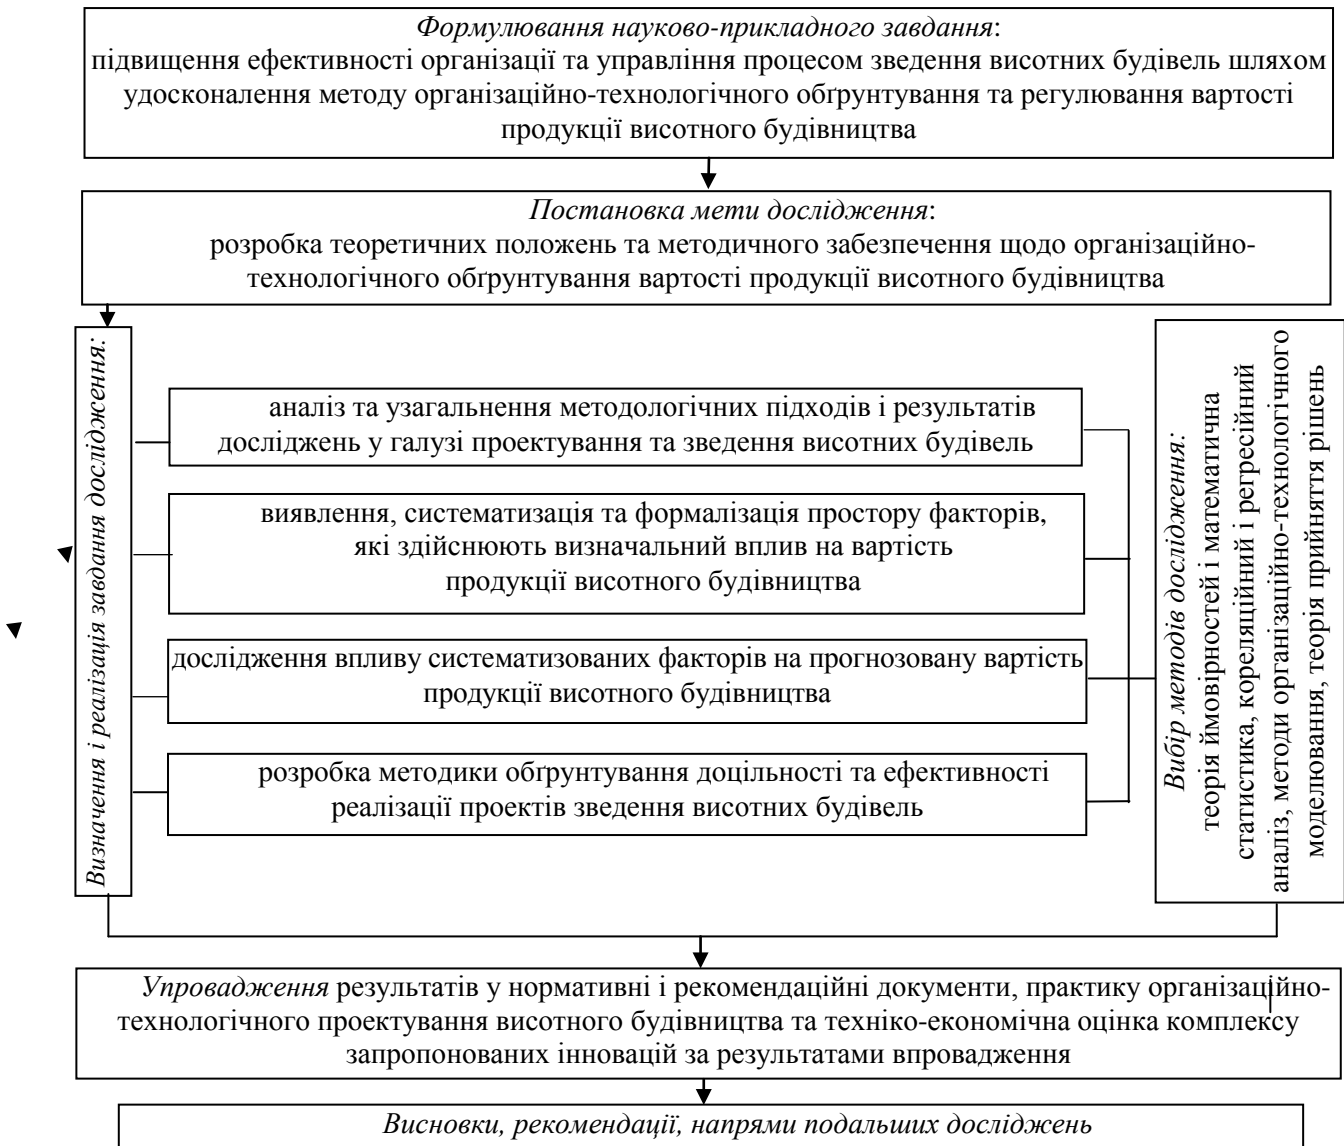 Формулювання науково-прикладного завдання:
підвищення ефективності організації та управління процесом зведення висотних будівель шляхом
удосконалення методу організаційно-технологічного обґрунтування та регулювання вартості
продукції висотного будівництва
Постановка мети дослідження:
розробка теоретичних положень та методичного забезпечення щодо організаційно-
технологічного обґрунтування вартості продукції висотного будівництва
Визначення і реалізація завдання дослідження:
аналіз та узагальнення методологічних підходів і результатів
досліджень у галузі проектування та зведення висотних будівель
виявлення, систематизація та формалізація простору факторів,
які здійснюють визначальний вплив на вартість
продукції висотного будівництва
дослідження впливу систематизованих факторів на прогнозовану вартість
продукції висотного будівництва
розробка методики обґрунтування доцільності та ефективності
реалізації проектів зведення висотних будівель
Вибір методів дослідження:
теорія ймовірностей і математична
статистика, кореляційний і регресійний
аналіз, методи організаційно-технологічного
моделювання, теорія прийняття рішень
Упровадження результатів у нормативні і рекомендаційні документи, практику організаційно-
технологічного проектування висотного будівництва та техніко-економічна оцінка комплексу
запропонованих інновацій за результатами впровадження
Висновки, рекомендації, напрями подальших досліджень